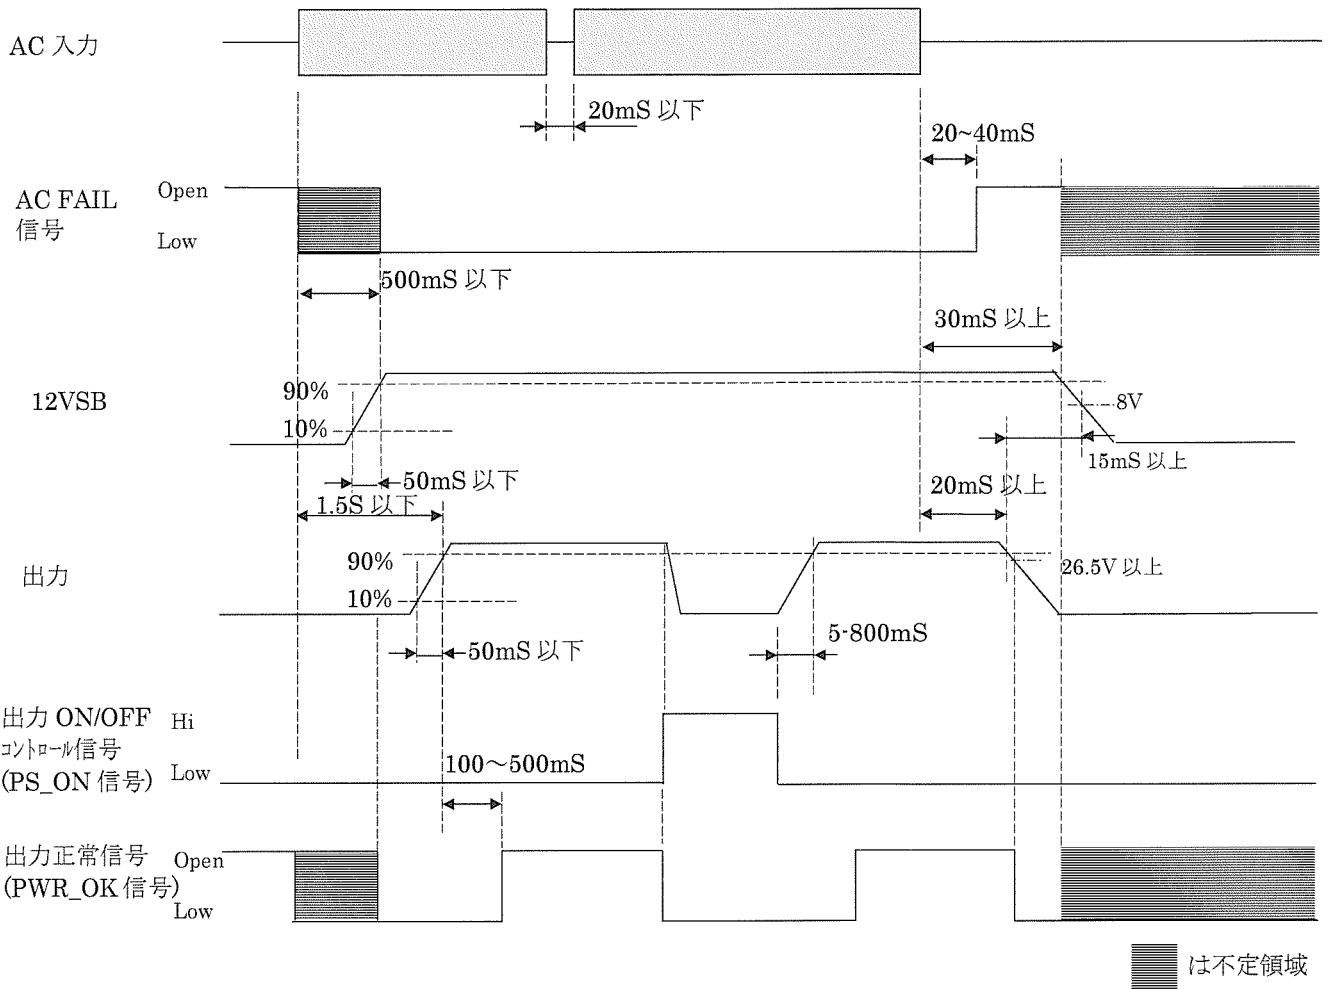 AC 入力
20mS 以下
20~40mS
AC FAIL
信号
Open
Low
500mS 以下
30mS 以上
12VSB
90%
10%
8V
15mS 以上
50mS 以下
20mS 以上
1.5S 以下
出力
90%
10%
26.5V 以上
50mS 以下
5-800mS
出力 ON/OFF
ｺﾝﾄﾛｰﾙ信号
(PS_ON 信号)
Hi
Low
100～500mS
出力正常信号
(PWR_OK 信号)
Open
Low
は不定領域